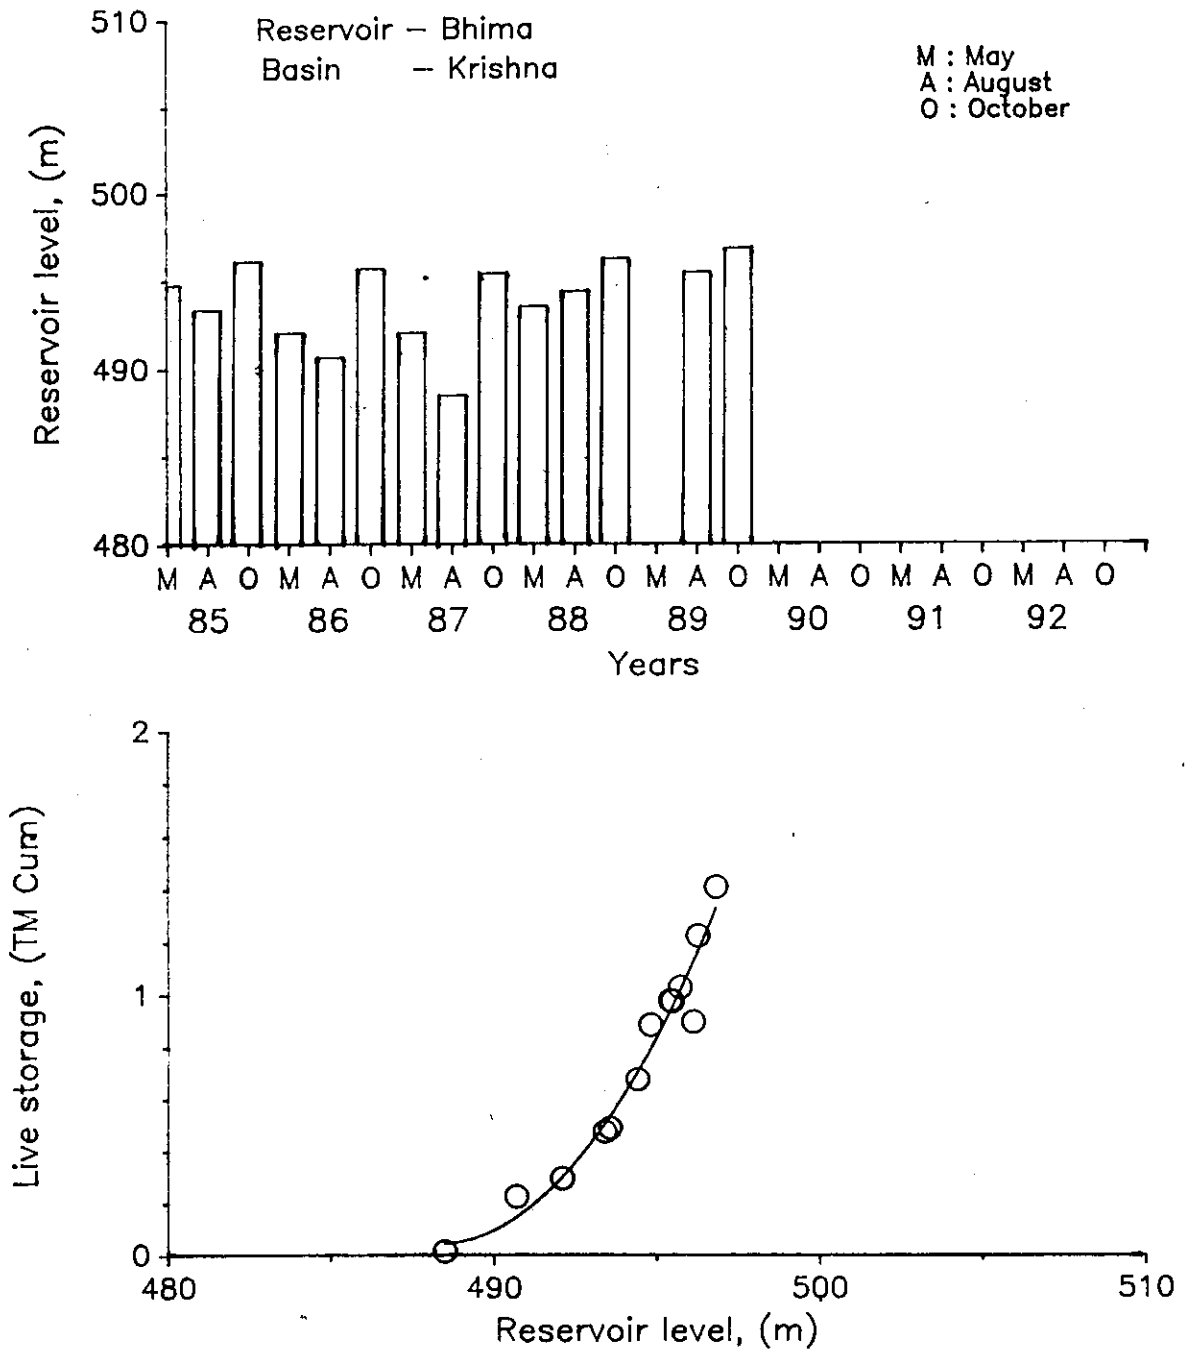 Reservoir – Bhima
Basin – Krishna
M : May
A : August
O : October
510
500
490
480
Reservoir level, (m)
M A O M A O M A O M A O M A O M A O M A O M A O
85 86 87 88 89 90 91 92
Years
2
1
0
Live storage, (TM Cum)
480 490 500 510
Reservoir level, (m)